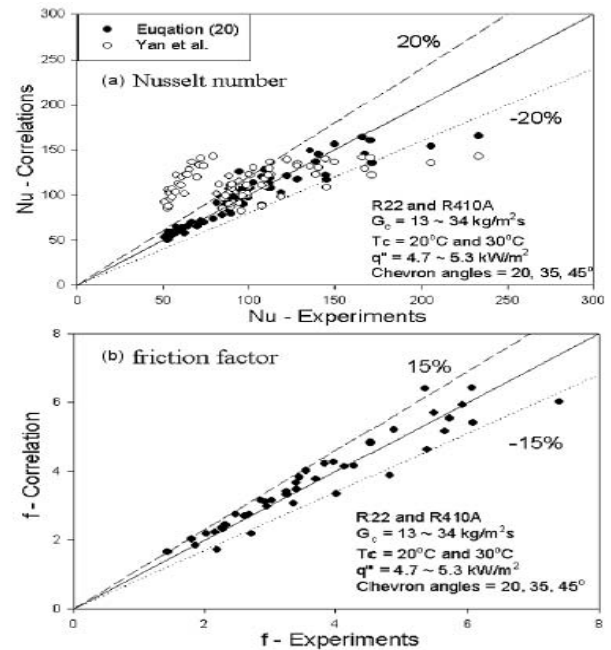 300
250
200
150
100
50
0
Nu - Correlations
Euqation (20)
Yan et al.
20%
(a) Nusselt number
-20%
R22 and R410A
Gc = 13 ~ 34 kg/m²s
Tc = 20°C and 30°C
q" = 4.7 ~ 5.3 kW/m²
Chevron angles = 20, 35, 45°
0 50 100 150 200 250 300
Nu - Experiments
8
6
4
2
0
f - Correlation
(b) friction factor
15%
-15%
R22 and R410A
Gc = 13 ~ 34 kg/m²s
Tc = 20°C and 30°C
q" = 4.7 ~ 5.3 kW/m²
Chevron angles = 20, 35, 45°
0 2 4 6 8
f - Experiments